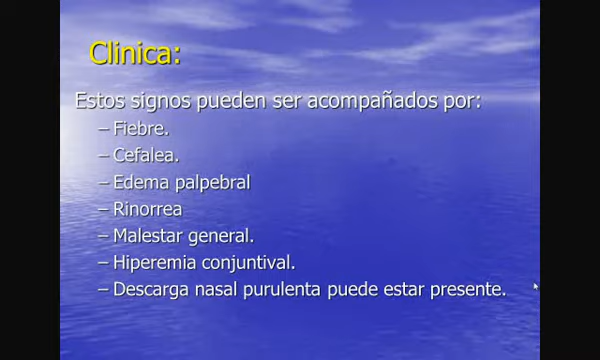 Clinica:
Estos signos pueden ser acompañados por:
– Fiebre.
– Cefalea.
– Edema palpebral
– Rinorrea
– Malestar general.
– Hiperemia conjuntival.
– Descarga nasal purulenta puede estar presente.